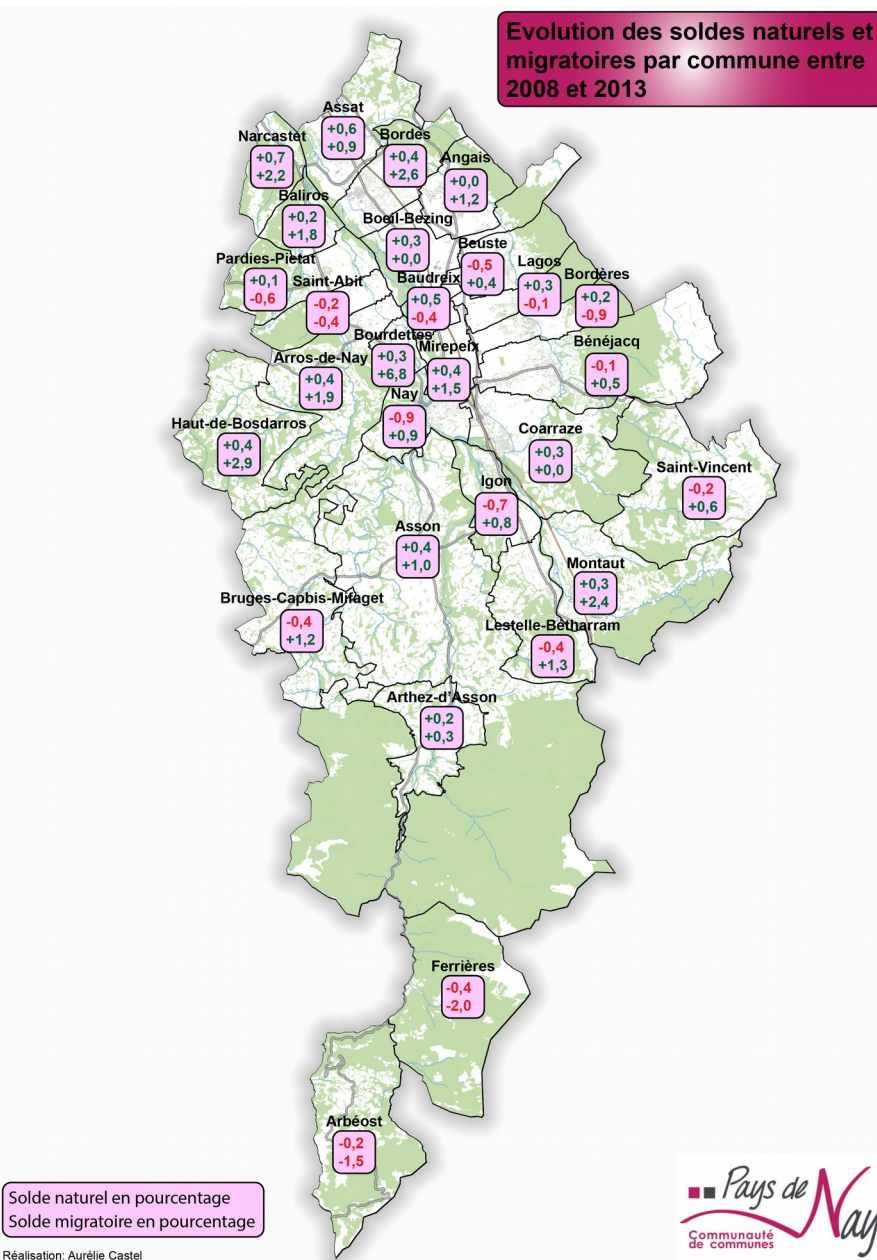 Evolution des soldes naturels et
migratoires par commune entre
2008 et 2013
Assat
+0,6
+0,9
Narcastet
+0,7
+2,2
Bordes
+0,4
+2,6
Angais
+0,0
+1,2
Baliros
+0,2
+1,8
Boeil-Bezing
+0,3
+0,0
Beuste
-0,5
+0,4
Lagos
+0,3
-0,1
Bordères
+0,2
-0,9
Pardies-Pietat
+0,1
-0,6
Saint-Abit
-0,2
-0,4
Baudreix
+0,5
-0,4
Bourdettes
+0,3
+6,8
Mirepeix
+0,4
+1,5
Bénéjacq
-0,1
+0,5
Arros-de-Nay
+0,4
+1,9
Nay
-0,9
+0,9
Haut-de-Bosdarros
+0,4
+2,9
Coarraze
+0,3
+0,0
Saint-Vincent
-0,2
+0,6
Igon
-0,7
+0,8
Asson
+0,4
+1,0
Montaut
+0,3
+2,4
Bruges-Capbis-Mifaget
-0,4
+1,2
Lestelle-Bètharram
-0,4
+1,3
Arthez-d'Asson
+0,2
+0,3
Ferrières
-0,4
-2,0
Arbéost
-0,2
-1,5
Solde naturel en pourcentage
Solde migratoire en pourcentage
Réalisation: Aurélie Castel
Pays de Nay
Communauté
de communes